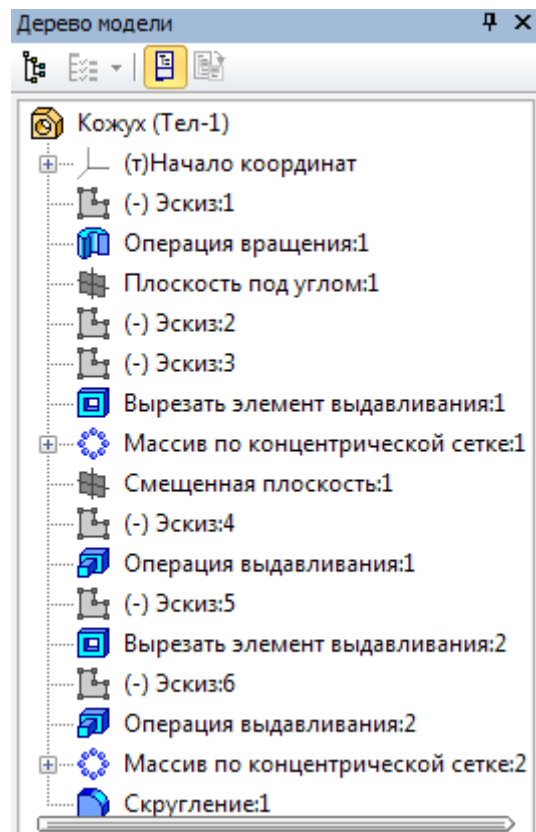 Дерево модели
Кожух (Тел-1)
(т)Начало координат
(-) Эскиз:1
Операция вращения:1
Плоскость под углом:1
(-) Эскиз:2
(-) Эскиз:3
Вырезать элемент выдавливания:1
Массив по концентрической сетке:1
Смещенная плоскость:1
(-) Эскиз:4
Операция выдавливания:1
(-) Эскиз:5
Вырезать элемент выдавливания:2
(-) Эскиз:6
Операция выдавливания:2
Массив по концентрической сетке:2
Скругление:1